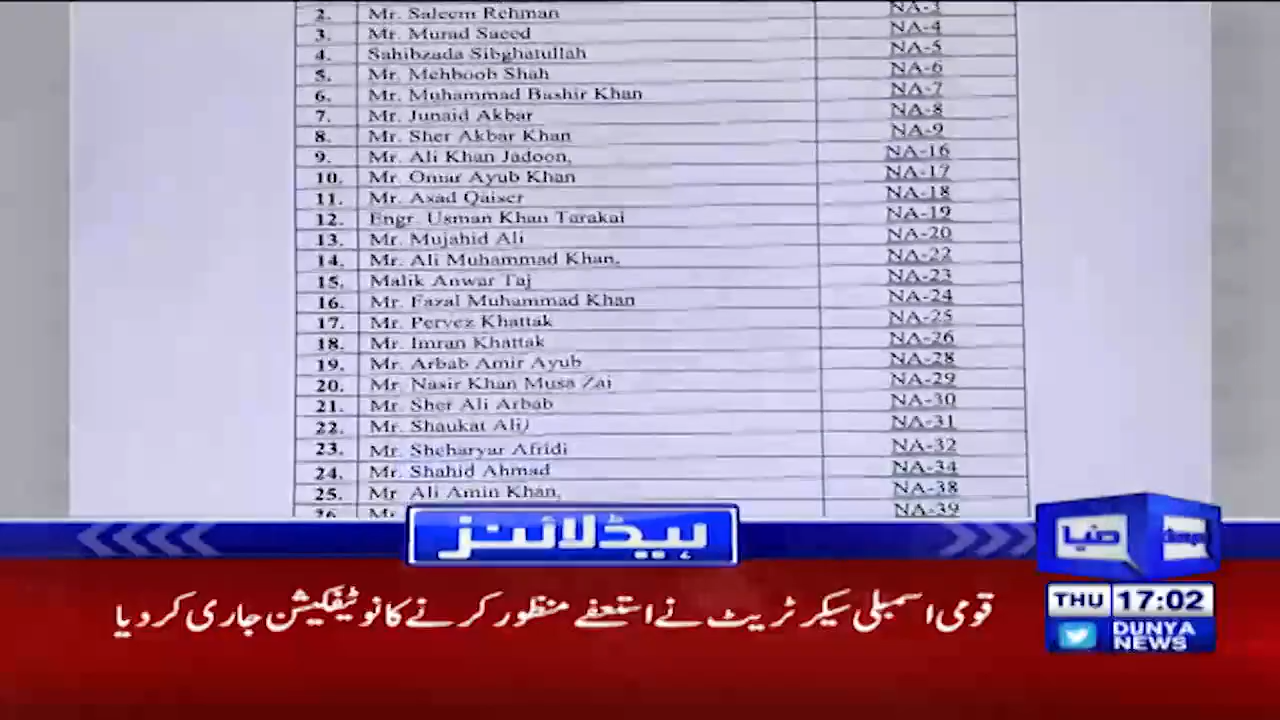 2. Mr. Saleem Rehman NA-3
3. Mr. Murad Saeed NA-4
4. Sahibzada Sibghatullah NA-5
5. Mr. Mehboob Shah NA-6
6. Mr. Muhammad Bashir Khan NA-7
7. Mr. Junaid Akbar NA-8
8. Mr. Sher Akbar Khan NA-9
9. Mr. Ali Khan Jadoon, NA-16
10. Mr. Omar Ayub Khan NA-17
11. Mr. Asad Qaiser NA-18
12. Engr. Usman Khan Tarakai NA-19
13. Mr. Mujahid Ali NA-20
14. Mr. Ali Muhammad Khan, NA-22
15. Malik Anwar Taj NA-23
16. Mr. Fazal Muhammad Khan NA-24
17. Mr. Pervez Khattak NA-25
18. Mr. Imran Khattak NA-26
19. Mr. Arbab Amir Ayub NA-28
20. Mr. Nasir Khan Musa Zai NA-29
21. Mr. Sher Ali Arbab NA-30
22. Mr. Shaukat Ali) NA-31
23. Mr. Sheharyar Afridi NA-32
24. Mr. Shahid Ahmad NA-34
25. Mr. Ali Amin Khan, NA-38
26. Mr. NA-39
ہیڈلائنز
دنیا
قومی اسمبلی سیکرٹریٹ نے استعفے منظور کرنے کا نوٹیفکیشن جاری کر دیا
THU 17:02
DUNYA NEWS